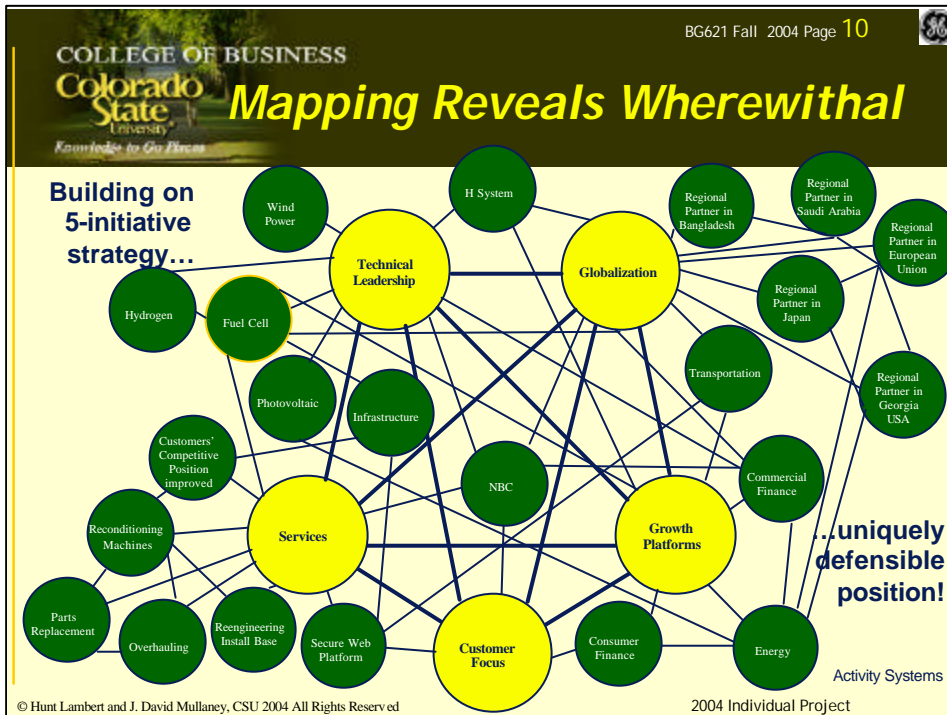 BG621 Fall 2004 Page 10
COLLEGE OF BUSINESS
Colorado
State
University
Knowledge to Go Places
Mapping Reveals Wherewithal
Building on
5-initiative
strategy…
Wind
Power
H System
Regional
Partner in
Bangladesh
Regional
Partner in
Saudi Arabia
Regional
Partner in
European
Union
Technical
Leadership
Globalization
Hydrogen
Fuel Cell
Regional
Partner in
Japan
Photovoltaic
Infrastructure
Transportation
Regional
Partner in
Georgia
USA
Customers'
Competitive
Position
improved
NBC
Commercial
Finance
Reconditioning
Machines
Services
Growth
Platforms
…uniquely
defensible
position!
Parts
Replacement
Overhauling
Reengineering
Install Base
Secure Web
Platform
Customer
Focus
Consumer
Finance
Energy
Activity Systems
© Hunt Lambert and J. David Mullaney, CSU 2004 All Rights Reserved
2004 Individual Project